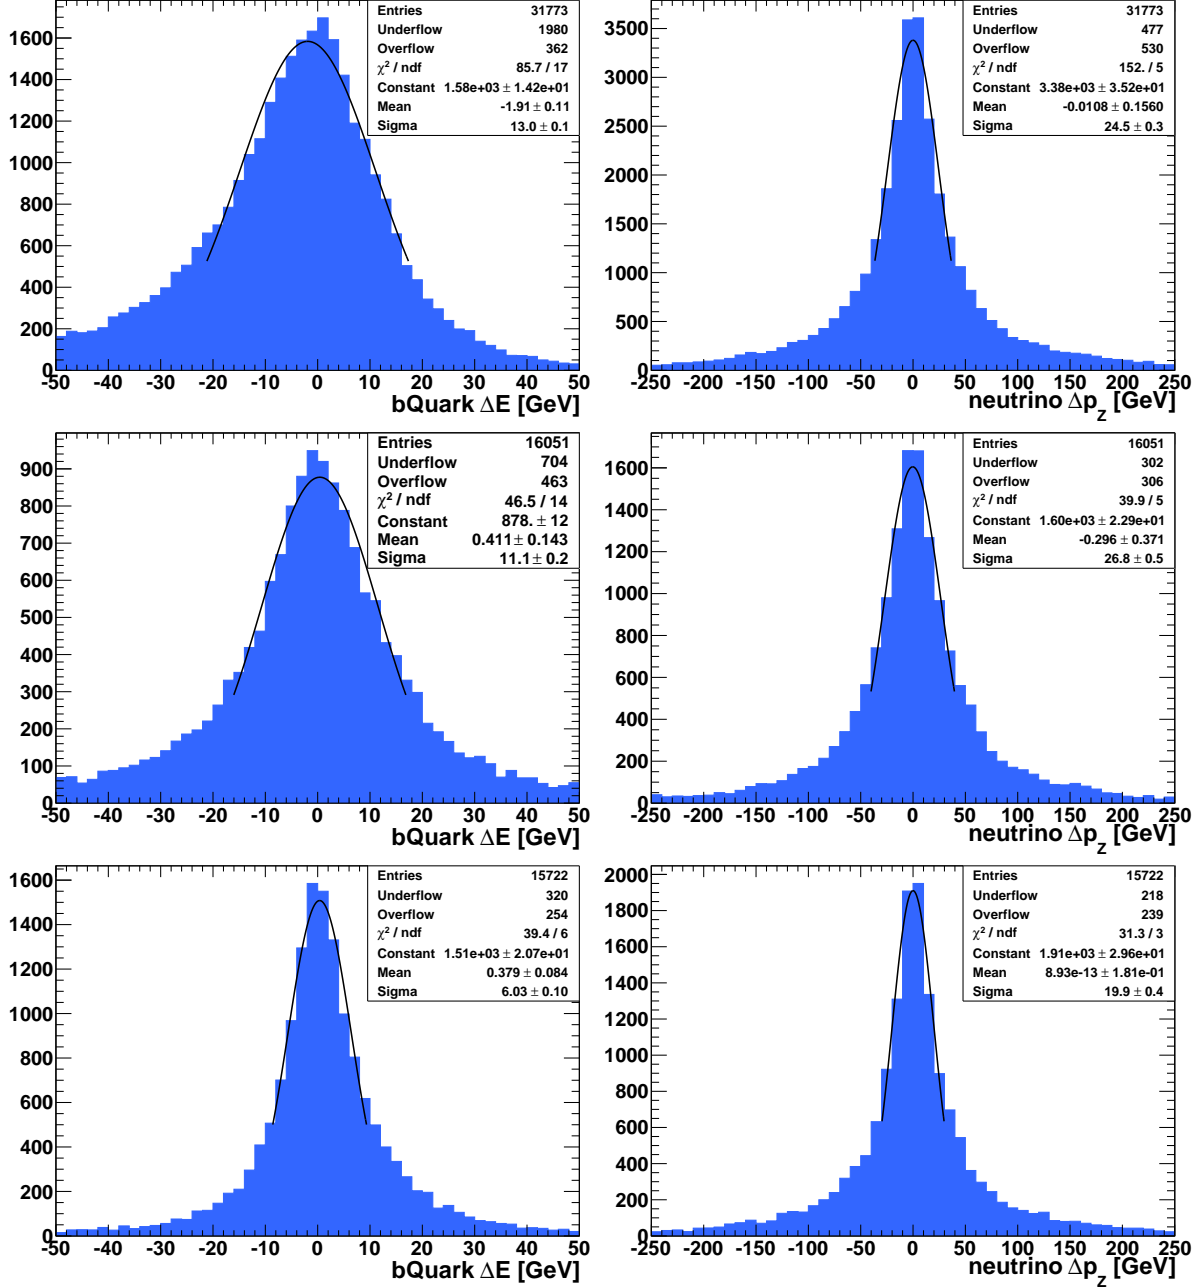 Entries 31773
Underflow 1980
Overflow 362
χ² / ndf 85.7 / 17
Constant 1.58e+03 ± 1.42e+01
Mean -1.91 ± 0.11
Sigma 13.0 ± 0.1
1600
1400
1200
1000
800
600
400
200
0
-50 -40 -30 -20 -10 0 10 20 30 40 50
bQuark ΔE [GeV]
Entries 31773
Underflow 477
Overflow 530
χ² / ndf 152. / 5
Constant 3.38e+03 ± 3.52e+01
Mean -0.0108 ± 0.1560
Sigma 24.5 ± 0.3
3500
3000
2500
2000
1500
1000
500
0
-250 -200 -150 -100 -50 0 50 100 150 200 250
neutrino Δp_Z [GeV]
Entries 16051
Underflow 704
Overflow 463
χ² / ndf 46.5 / 14
Constant 878. ± 12
Mean 0.411 ± 0.143
Sigma 11.1 ± 0.2
900
800
700
600
500
400
300
200
100
0
-50 -40 -30 -20 -10 0 10 20 30 40 50
bQuark ΔE [GeV]
Entries 16051
Underflow 302
Overflow 306
χ² / ndf 39.9 / 5
Constant 1.60e+03 ± 2.29e+01
Mean -0.296 ± 0.371
Sigma 26.8 ± 0.5
1600
1400
1200
1000
800
600
400
200
0
-250 -200 -150 -100 -50 0 50 100 150 200 250
neutrino Δp_Z [GeV]
Entries 15722
Underflow 320
Overflow 254
χ² / ndf 39.4 / 6
Constant 1.51e+03 ± 2.07e+01
Mean 0.379 ± 0.084
Sigma 6.03 ± 0.10
1600
1400
1200
1000
800
600
400
200
0
-50 -40 -30 -20 -10 0 10 20 30 40 50
bQuark ΔE [GeV]
Entries 15722
Underflow 218
Overflow 239
χ² / ndf 31.3 / 3
Constant 1.91e+03 ± 2.96e+01
Mean 8.93e-13 ± 1.81e-01
Sigma 19.9 ± 0.4
2000
1800
1600
1400
1200
1000
800
600
400
200
0
-250 -200 -150 -100 -50 0 50 100 150 200 250
neutrino Δp_Z [GeV]